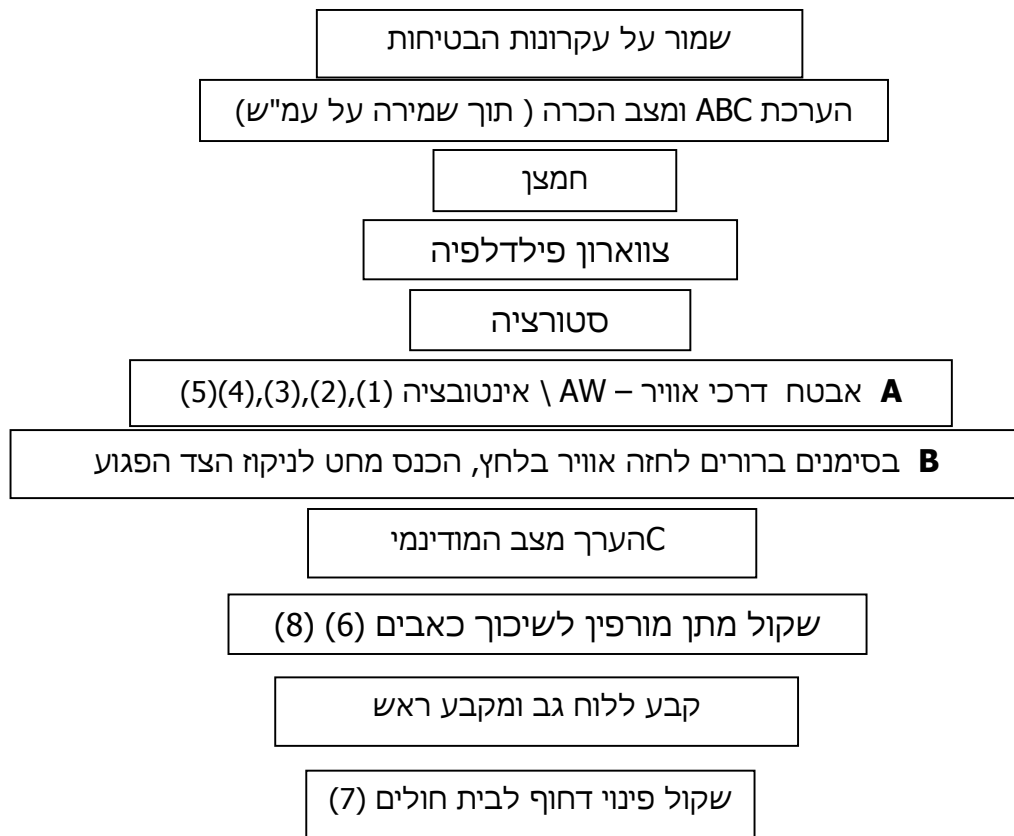 שמור על עקרונות הבטיחות
הערכת ABC ומצב הכרה ( תוך שמירה על עמ"ש)
חמצן
צווארון פילדלפיה
סטורציה
A אבטח דרכי אוויר – AW \ אינטובציה (1),(2),(3),(4)(5)
B בסימנים ברורים לחזה אוויר בלחץ, הכנס מחט לניקוז הצד הפגוע
Cהערך מצב המודינמי
שקול מתן מורפין לשיכוך כאבים (6) (8)
קבע ללוח גב ומקבע ראש
שקול פינוי דחוף לבית חולים (7)